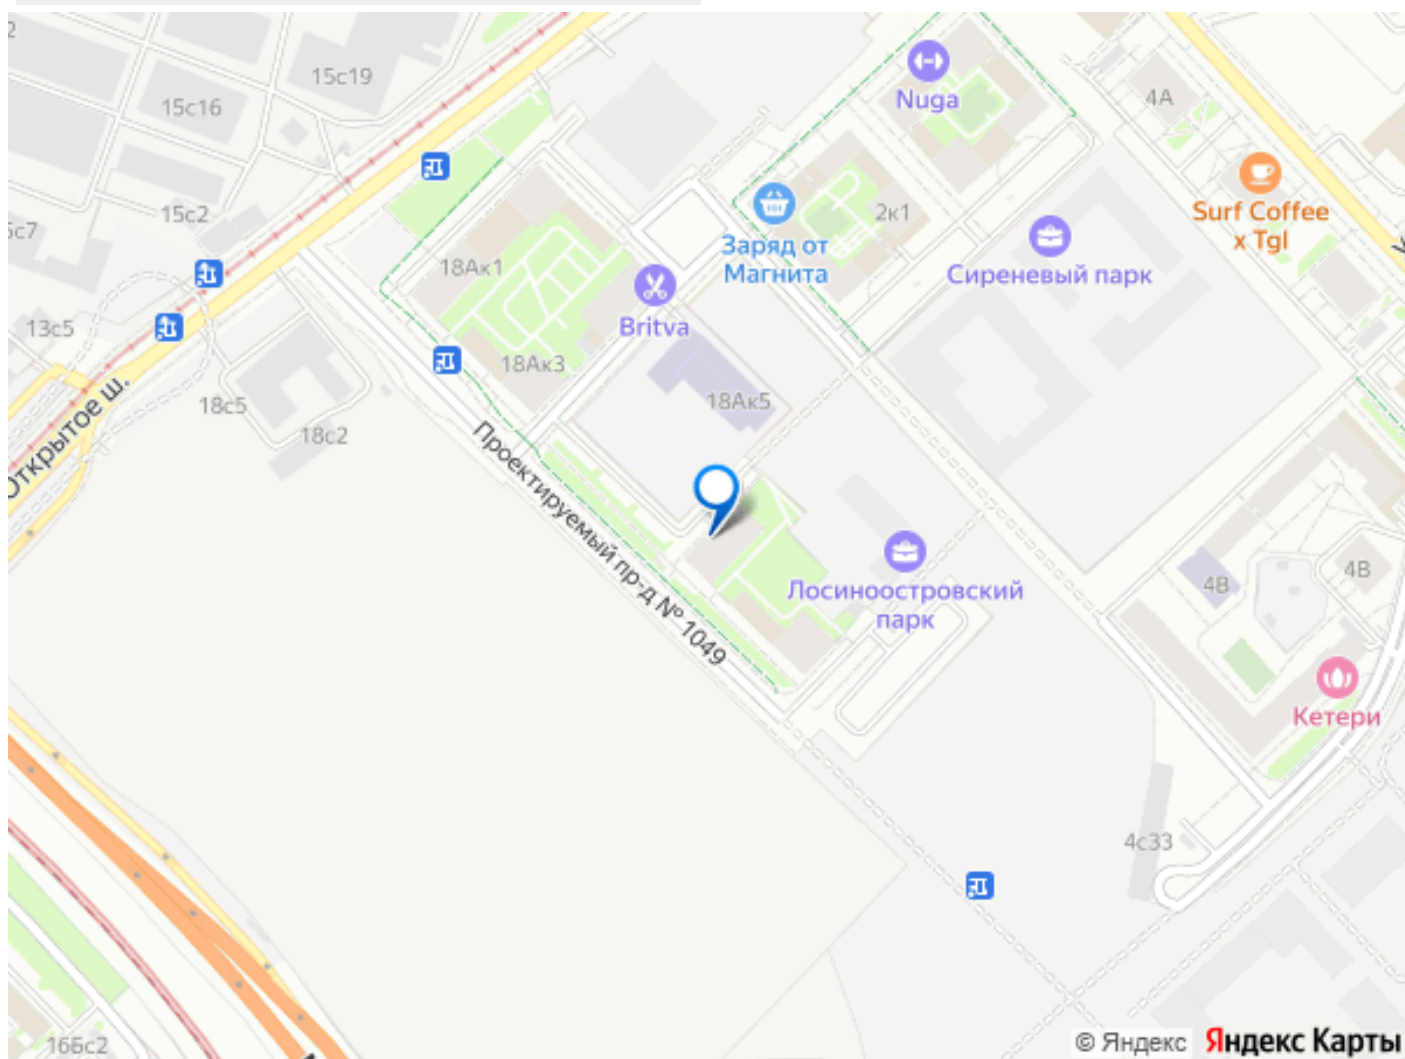 2
15с19
15с16
Nuga
4А
15с2
5с7
2к1
Surf Coffee
x Tgl
Заряд от
Магнита
Сиреневый парк
18Ак1
Britva
13с5
18Ак3
18Ак5
Открытое ш.
18с5
18с2
Проектируемый пр-д № 1049
Лосиноостровский
парк
4В
4В
Кетери
4с33
16Бс2
© Яндекс
Яндекс Карты